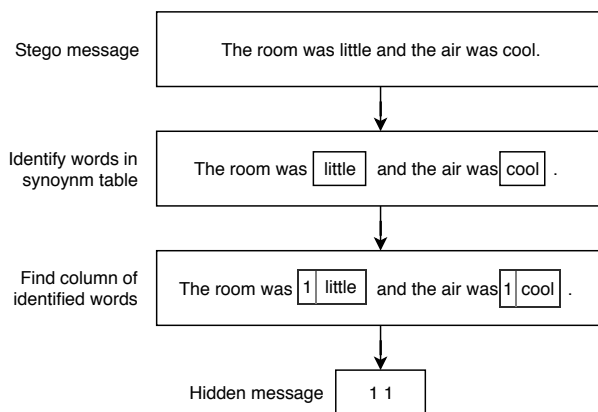 Stego message
The room was little and the air was cool.
Identify words in
synoynm table
The room was little and the air was cool .
Find column of
identified words
The room was 1 little and the air was 1 cool .
Hidden message
1 1